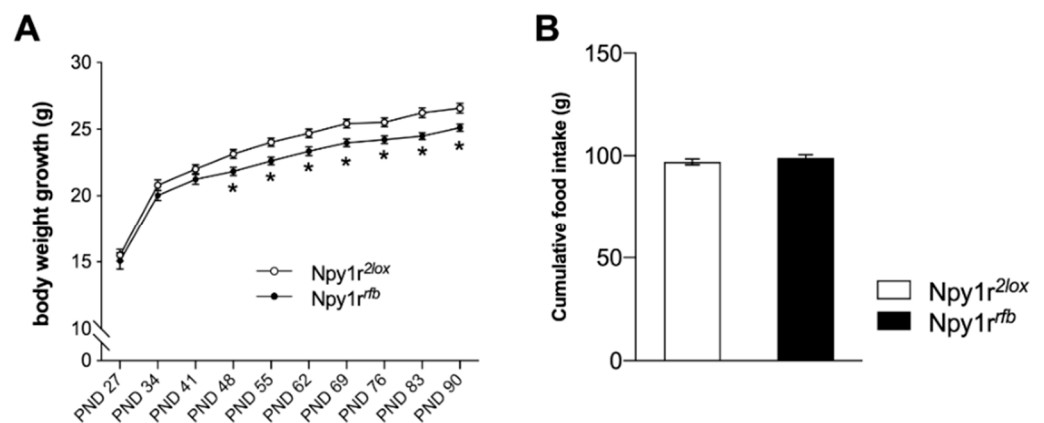 A
body weight growth (g)
30
25
20
15
10
0
* * * * * * *
Npy1r2lox
Npy1rrfb
PND 27
PND 34
PND 41
PND 48
PND 55
PND 62
PND 69
PND 76
PND 83
PND 90
B
Cumulative food intake (g)
150
100
50
0
Npy1r2lox
Npy1rrfb